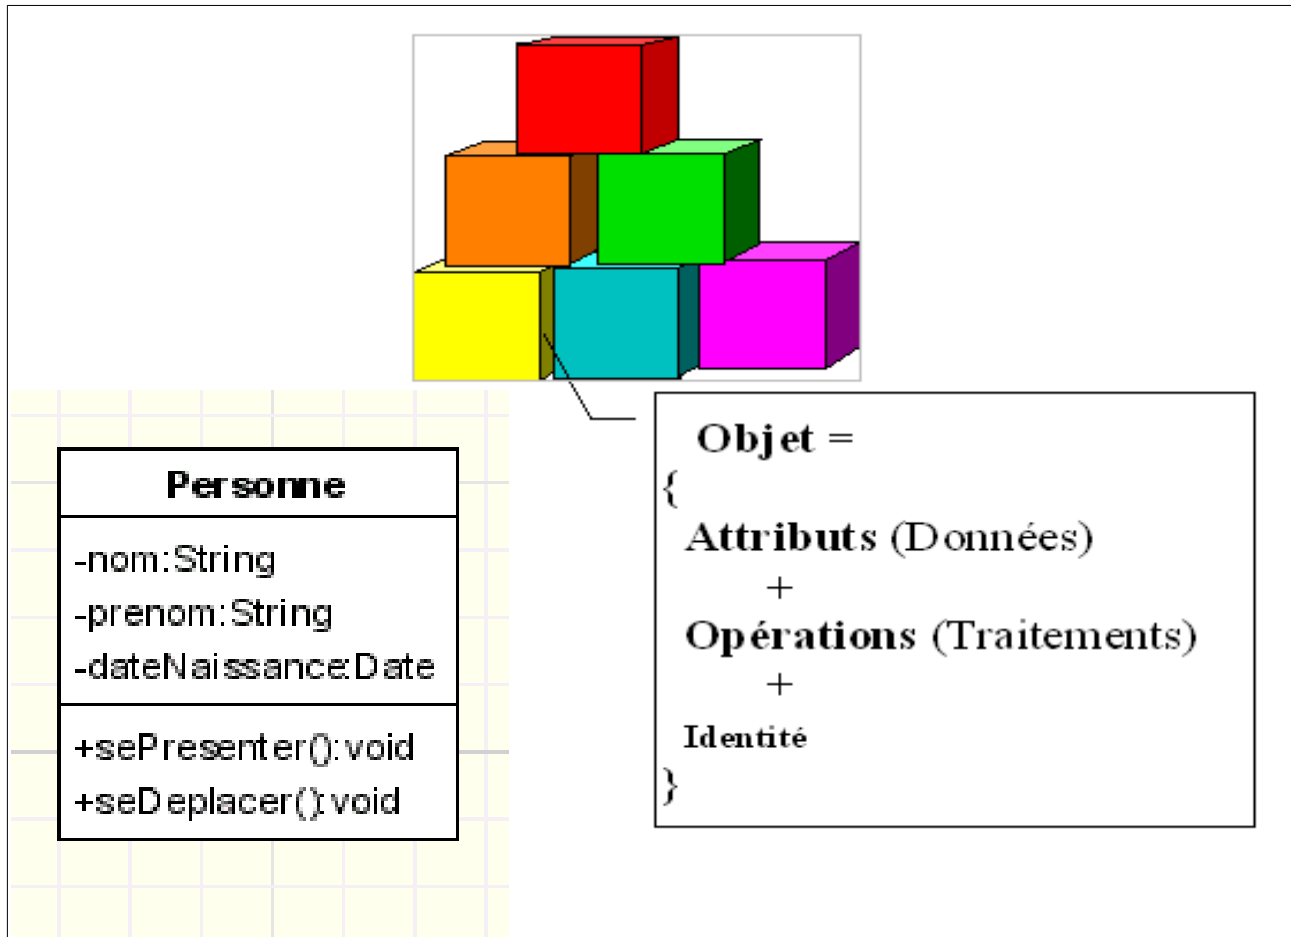 Personne
-nom:String
-prenom:String
-dateNaissance:Date
+sePresenter():void
+seDeplacer():void
Objet =
{
Attributs (Données)
+
Opérations (Traitements)
+
Identité
}